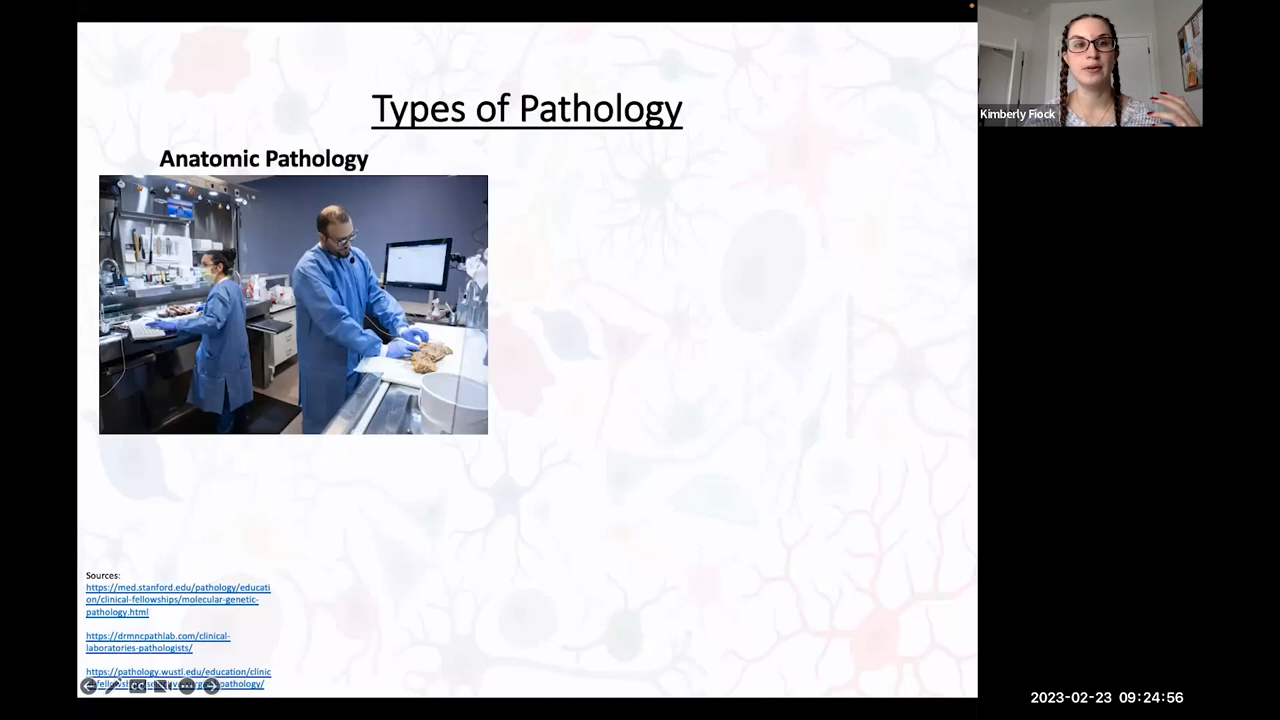 Types of Pathology
Anatomic Pathology
Sources:
https://med.stanford.edu/pathology/educati
on/clinical-fellowships/molecular-genetic-
pathology.html
https://drmncpathlab.com/clinical-
laboratories-pathologists/
https://pathology.wustl.edu/education/clinic
pathology/
Kimberly Fiock
2023-02-23 09:24:56